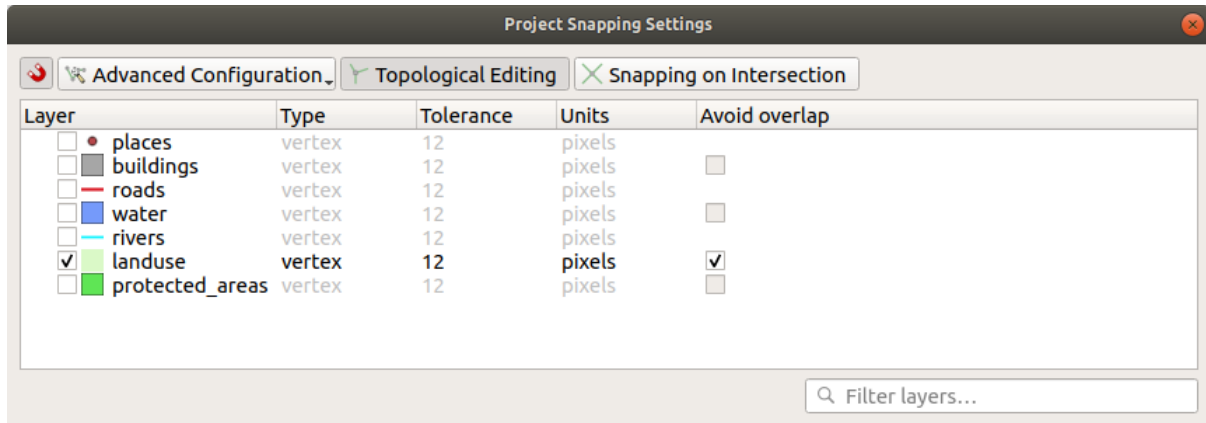 Project Snapping Settings
Advanced Configuration Topological Editing Snapping on Intersection
Layer Type Tolerance Units Avoid overlap
places vertex 12 pixels
buildings vertex 12 pixels
roads vertex 12 pixels
water vertex 12 pixels
rivers vertex 12 pixels
landuse vertex 12 pixels
protected_areas vertex 12 pixels
Filter layers...